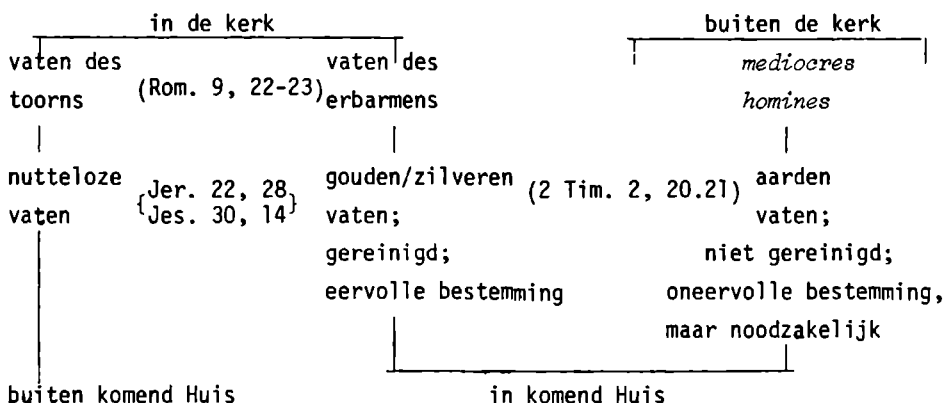 in de kerk buiten de kerk
vaten des vaten des mediocres
toorns (Rom. 9, 22-23) erbarmens homines
nutteloze {Jer. 22, 28 gouden/zilveren (2 Tim. 2, 20.21) aarden
vaten Jes. 30, 14} vaten; vaten;
gereinigd; niet gereinigd;
eervolle bestemming oneervolle bestemming,
maar noodzakelijk
buiten komend Huis in komend Huis